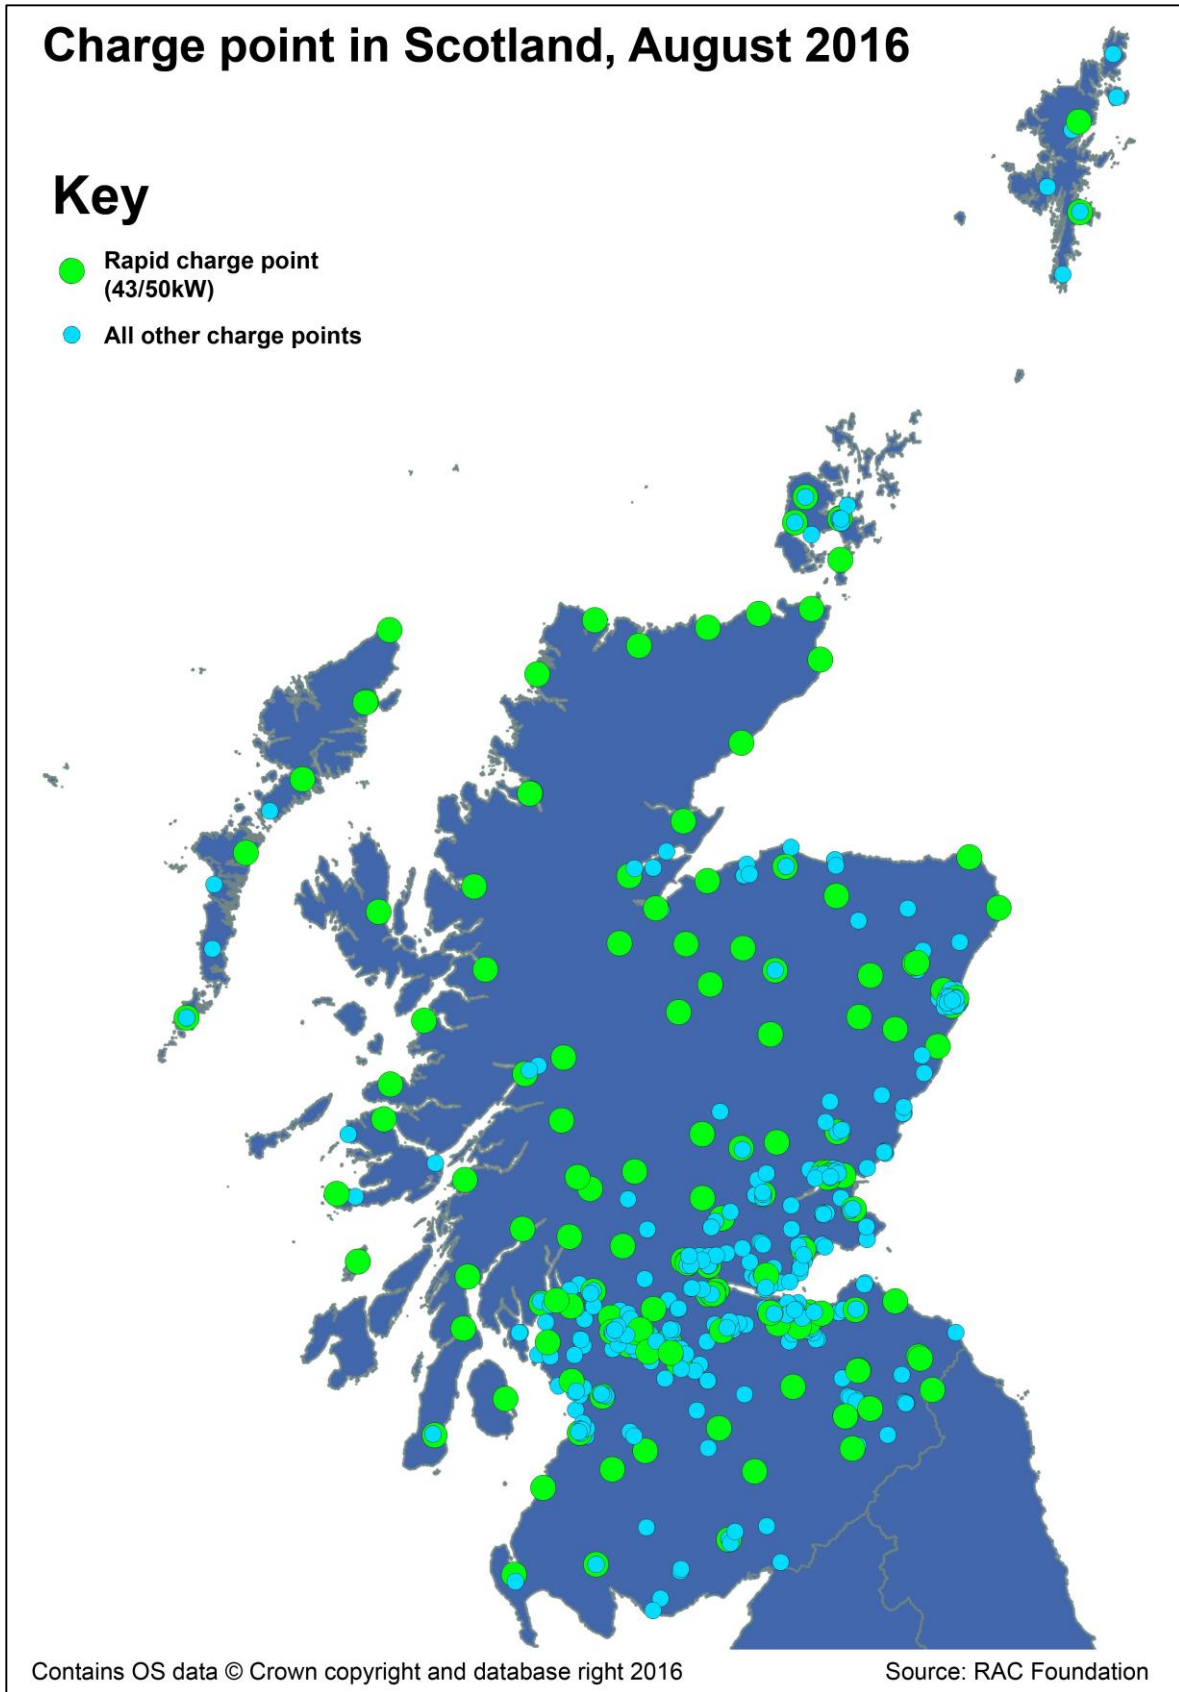 Charge point in Scotland, August 2016
Key
Rapid charge point
(43/50kW)
All other charge points
Contains OS data © Crown copyright and database right 2016
Source: RAC Foundation